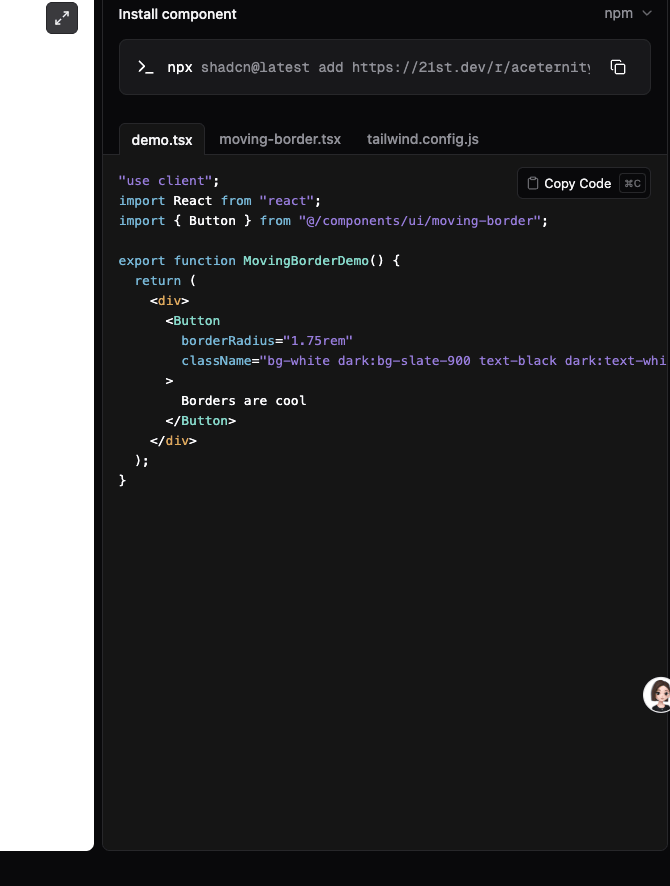 Install component
npm
npx shadcn@latest add https://21st.dev/r/aceternity
demo.tsx moving-border.tsx tailwind.config.js
Copy Code ⌘C
"use client";
import React from "react";
import { Button } from "@/components/ui/moving-border";
export function MovingBorderDemo() {
  return (
    <div>
      <Button
        borderRadius="1.75rem"
        className="bg-white dark:bg-slate-900 text-black dark:text-whi
      >
        Borders are cool
      </Button>
    </div>
  );
}